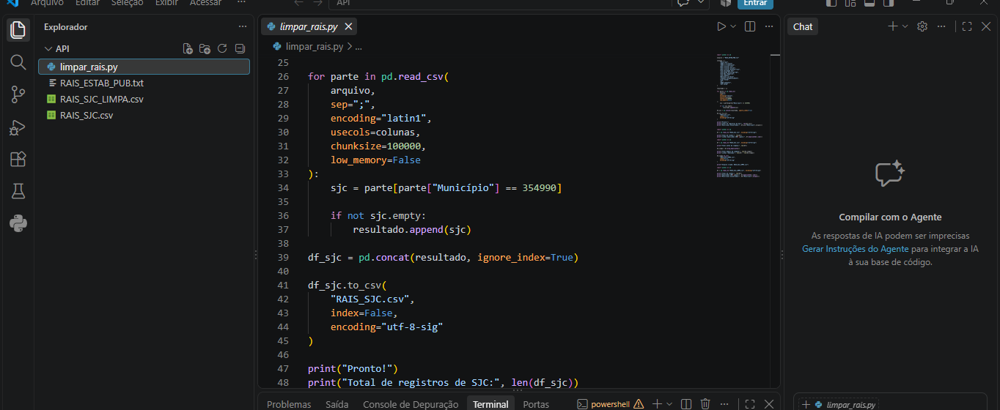 Arquivo Editar Seleção Exibir Acessar ···
API
Entrar
Explorador ···
API
limpar_rais.py
RAIS_ESTAB_PUB.txt
RAIS_SJC_LIMPA.csv
RAIS_SJC.csv
limpar_rais.py
limpar_rais.py > ...
25
26 for parte in pd.read_csv(
27 arquivo,
28 sep=";",
29 encoding="latin1",
30 usecols=colunas,
31 chunksize=100000,
32 low_memory=False
33 ):
34 sjc = parte[parte["Município"] == 354990]
35
36 if not sjc.empty:
37 resultado.append(sjc)
38
39 df_sjc = pd.concat(resultado, ignore_index=True)
40
41 df_sjc.to_csv(
42 "RAIS_SJC.csv",
43 index=False,
44 encoding="utf-8-sig"
45 )
46
47 print("Pronto!")
48 print("Total de registros de SJC:", len(df_sjc))
Problemas Saída Console de Depuração Terminal Portas
powershell
Chat
Compilar com o Agente
As respostas de IA podem ser imprecisas
Gerar Instruções do Agente para integrar a IA
à sua base de código.
limpar_rais.py